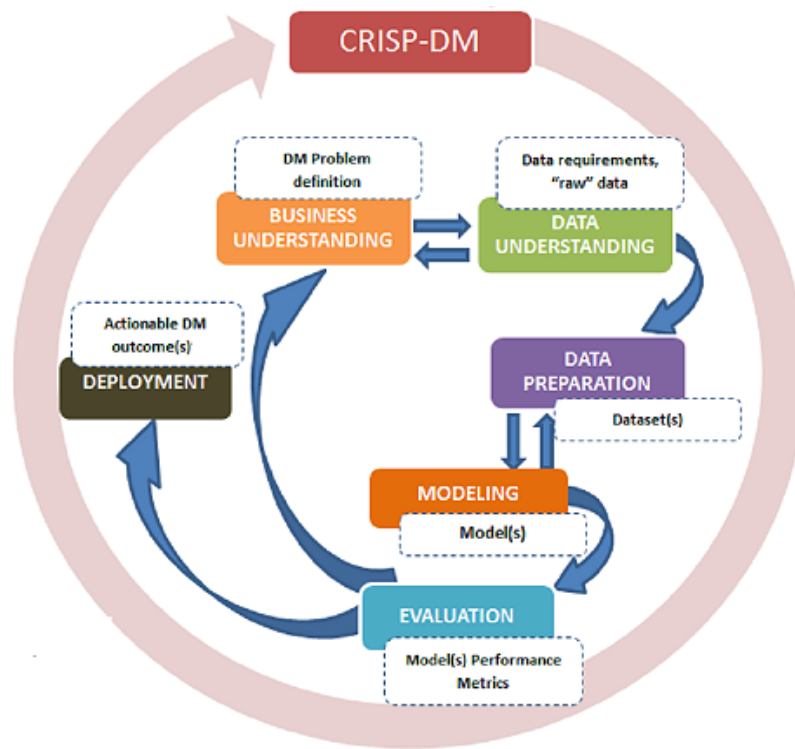 CRISP-DM
DM Problem
definition
BUSINESS
UNDERSTANDING
Data requirements,
“raw” data
DATA
UNDERSTANDING
Actionable DM
outcome(s)
DEPLOYMENT
DATA
PREPARATION
Dataset(s)
MODELING
Model(s)
EVALUATION
Model(s) Performance
Metrics